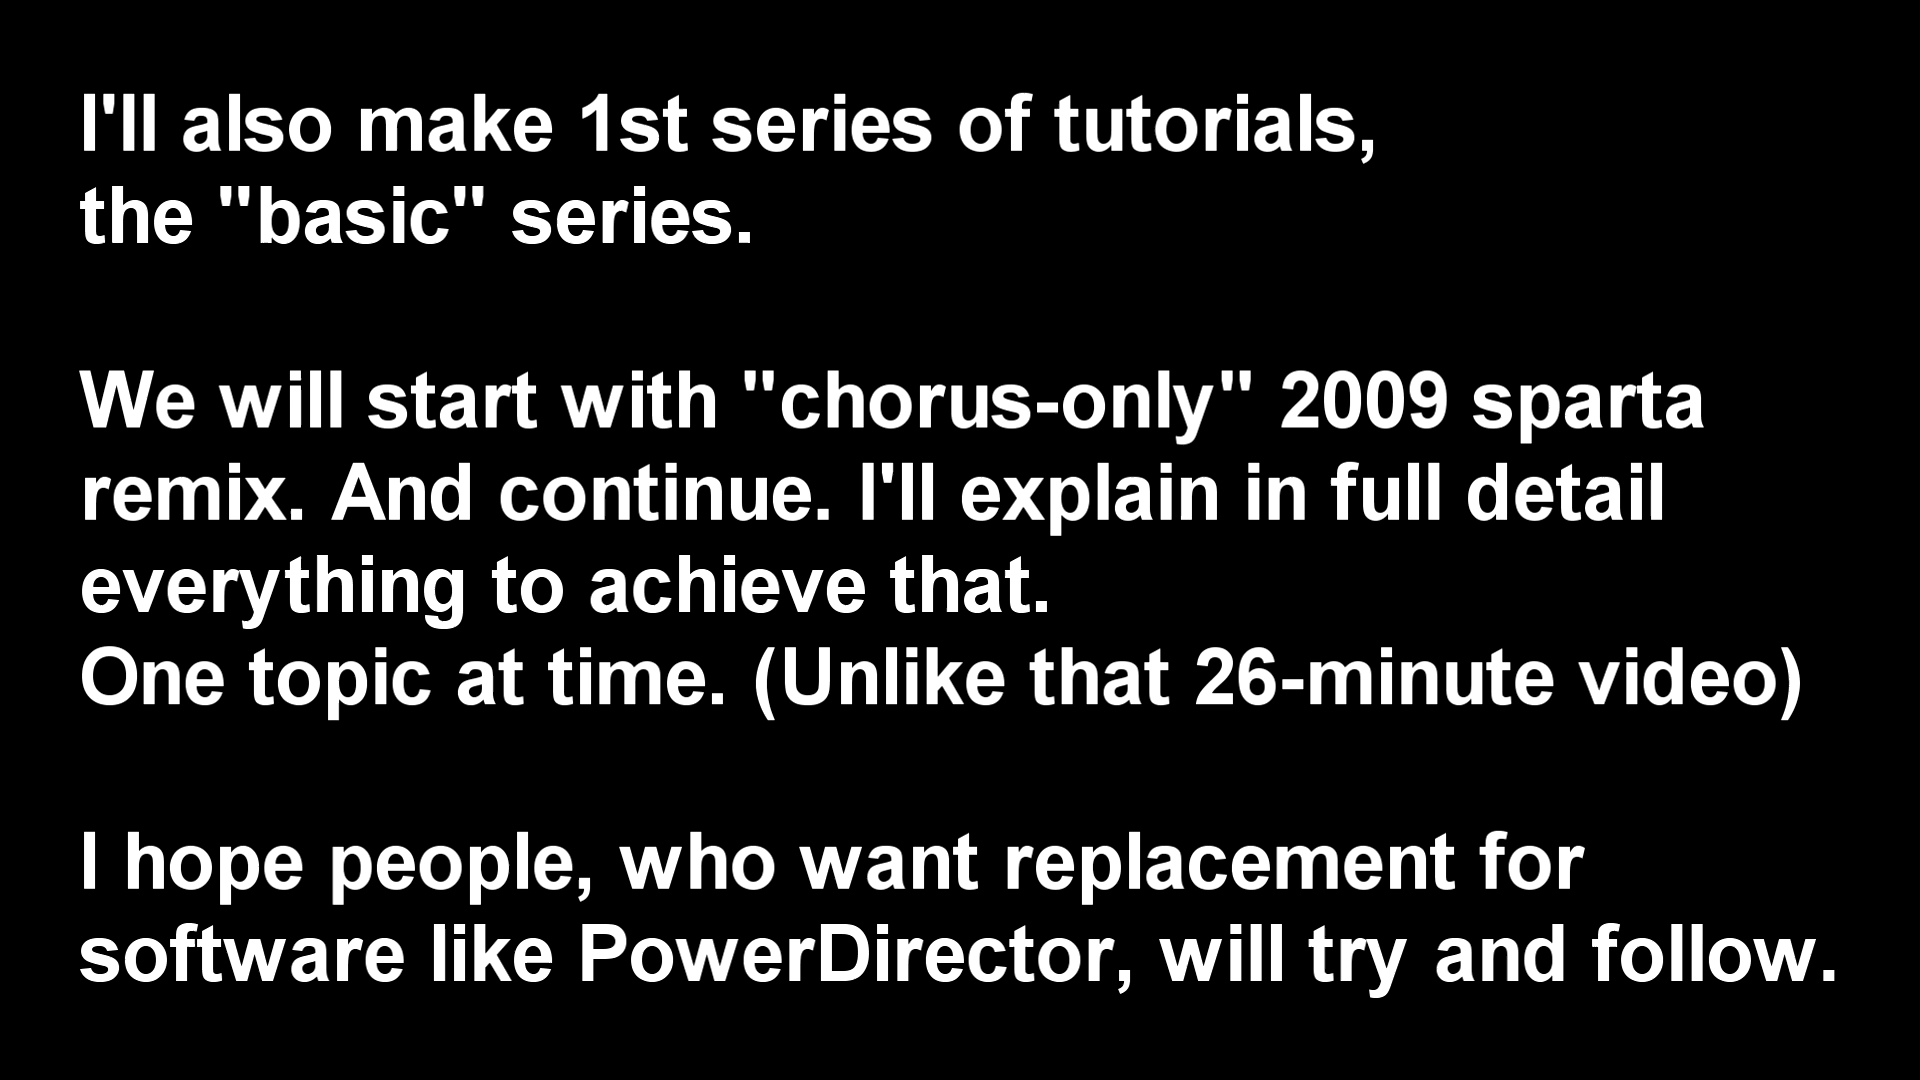 I'll also make 1st series of tutorials,
the "basic" series.
We will start with "chorus-only" 2009 sparta
remix. And continue. I'll explain in full detail
everything to achieve that.
One topic at time. (Unlike that 26-minute video)
I hope people, who want replacement for
software like PowerDirector, will try and follow.